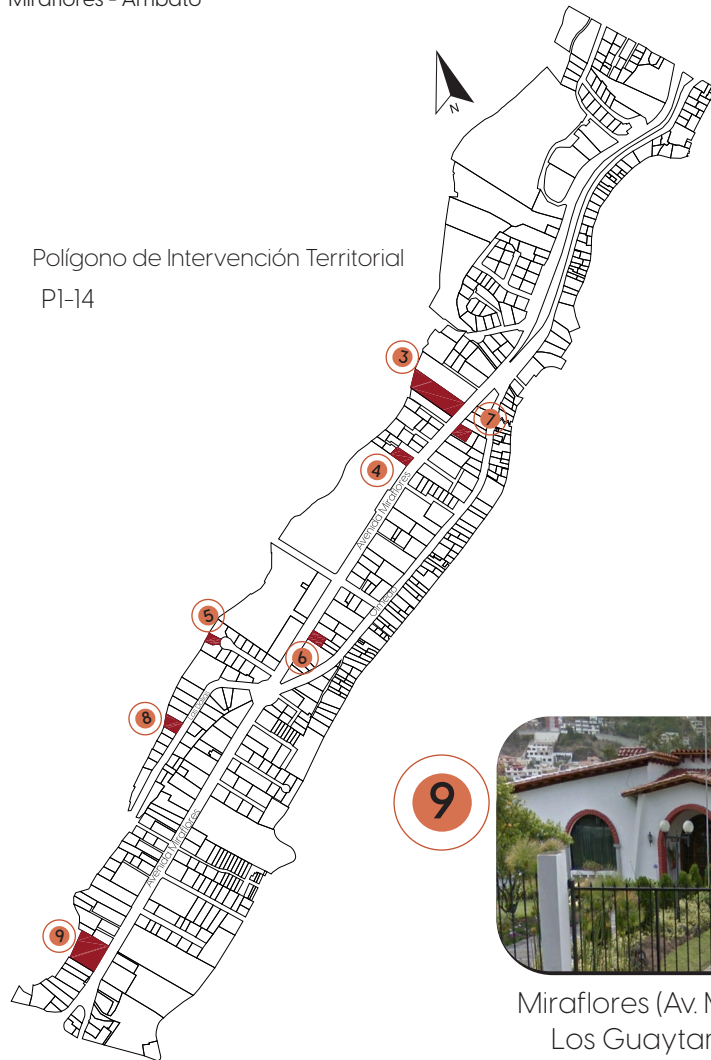 Miraflores - Ambato
N
Polígono de Intervención Territorial
P1-14
3
7
4
Avenida Miraflores
Olmedo
5
6
8
9
Avenida Miraflores
9
Miraflores (Av. M
Los Guaytar